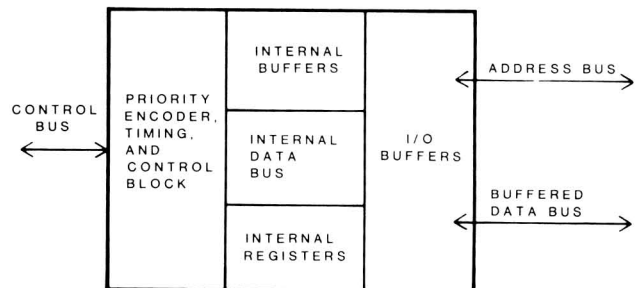 CONTROL
BUS
PRIORITY
ENCODER,
TIMING,
AND
CONTROL
BLOCK
INTERNAL
BUFFERS
INTERNAL
DATA
BUS
INTERNAL
REGISTERS
I/O
BUFFERS
ADDRESS BUS
BUFFERED
DATA BUS